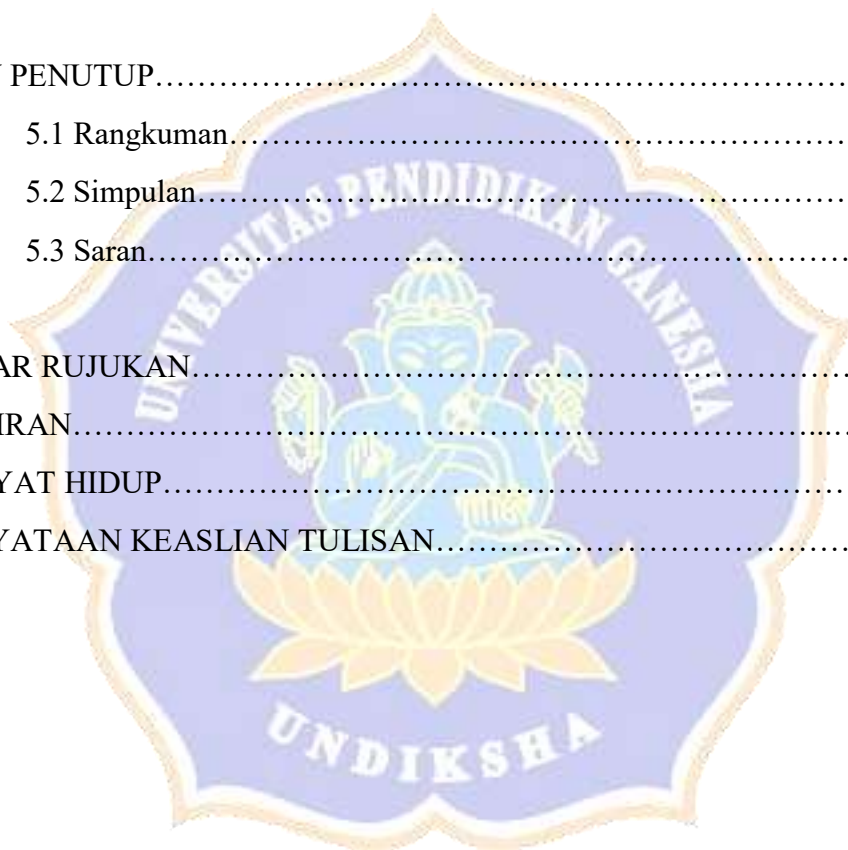 PENUTUP…………………………………………………………
5.1 Rangkuman……………………………………………………
5.2 Simpulan………………………………………………………
5.3 Saran……………………………………………………………
AR RUJUKAN………………………………………………………
IRAN……………………………………………………………...…
YAT HIDUP…………………………………………………………
YATAAN KEASLIAN TULISAN……………………………………
UNIVERSITAS PENDIDIKAN GANESHA
UNDIKSHA